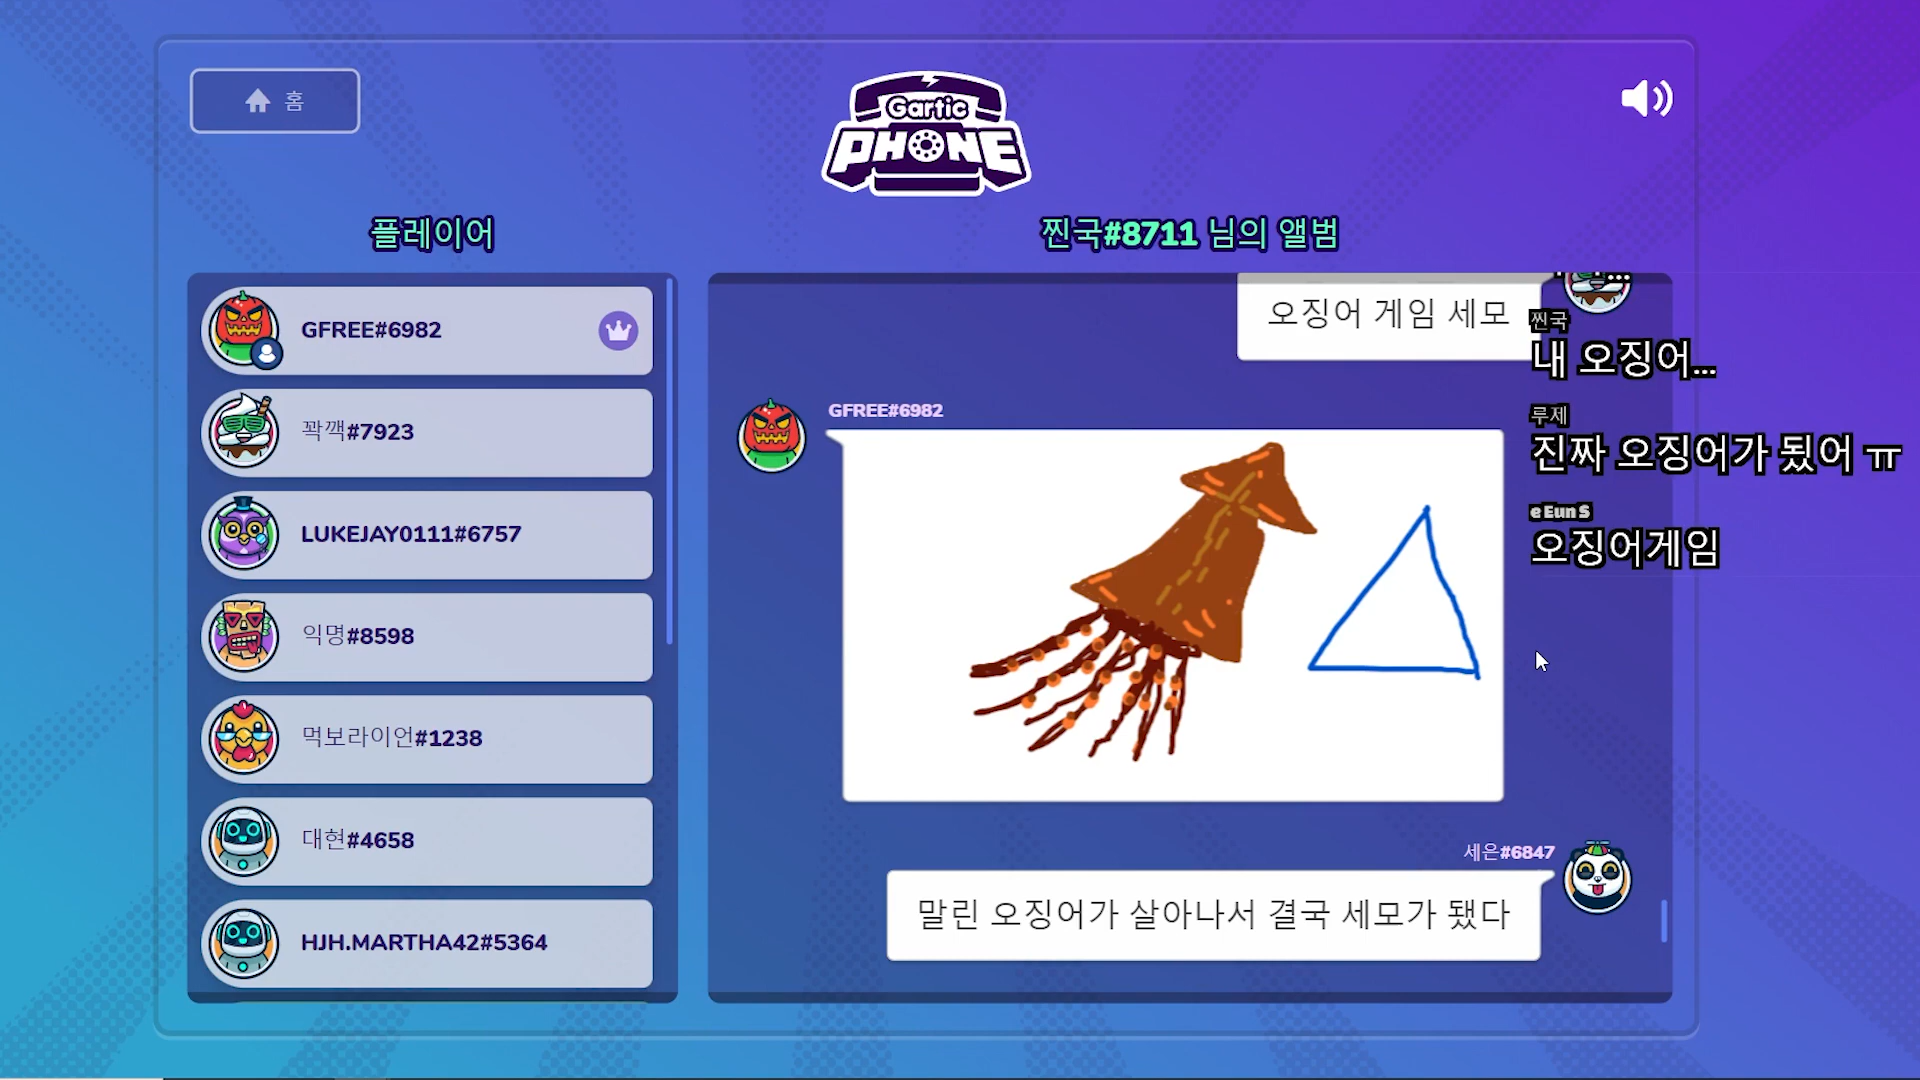 홈
Gartic
PHONE
플레이어
찐국#8711 님의 앨범
GFREE#6982
꽉깩#7923
LUKEJAY0111#6757
익명#8598
먹보라이언#1238
대현#4658
HJH.MARTHA42#5364
오징어 게임 세모
GFREE#6982
세은#6847
말린 오징어가 살아나서 결국 세모가 됐다
찐국
내 오징어...
루제
진짜 오징어가 됬어 ㅠ
e Eun S
오징어게임